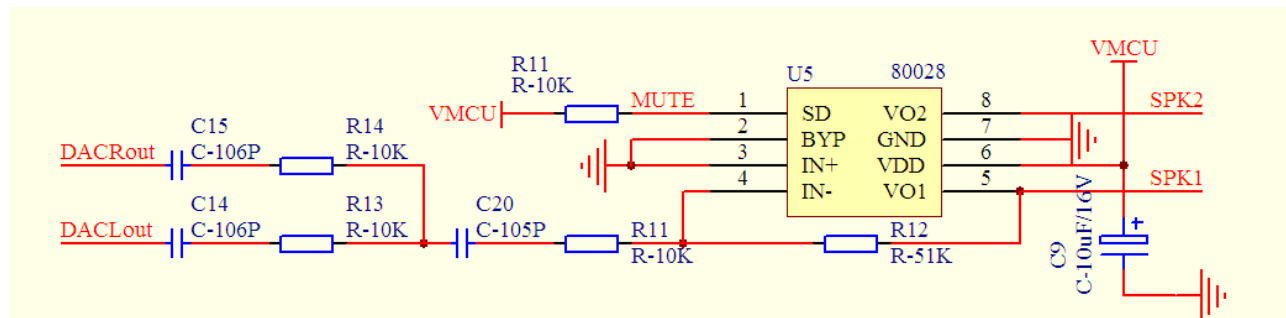 VMCU
R11
R-10K
U5
80028
VMCU
MUTE
1
SD
VO2
8
SPK2
2
BYP
GND
7
3
IN+
VDD
6
4
IN-
VO1
5
SPK1
DACRout
C15
C-106P
R14
R-10K
DACLout
C14
C-106P
R13
R-10K
C20
C-105P
R11
R-10K
R12
R-51K
+
C9
C-10uF/16V